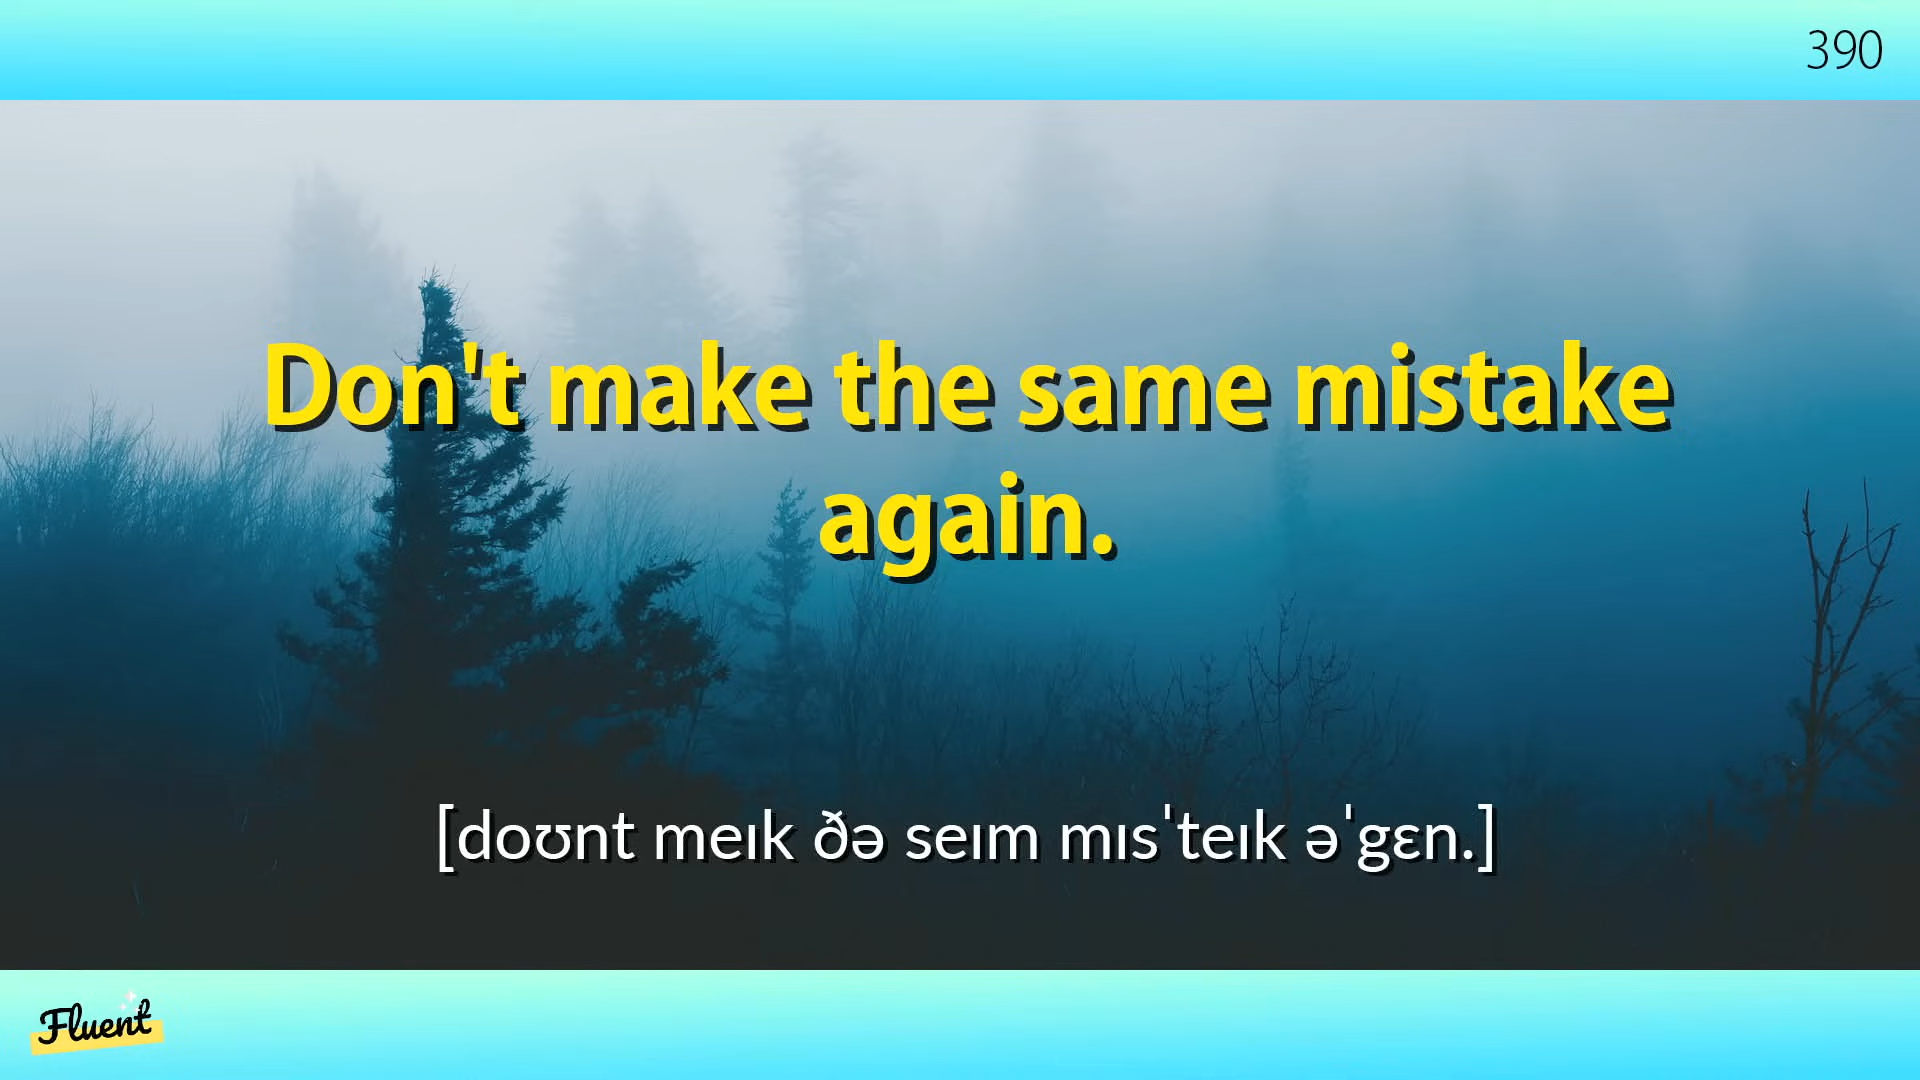 390
Don't make the same mistake
again.
[doʊnt meɪk ðə seɪm mɪsˈteɪk əˈgɛn.]
Fluent